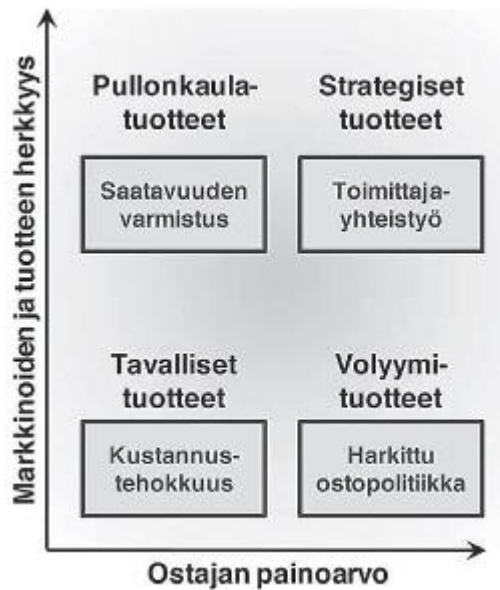 Markkinoiden ja tuotteen herkkyys
Pullonkaula-
tuotteet
Saatavuuden
varmistus
Strategiset
tuotteet
Toimittaja-
yhteistyö
Tavalliset
tuotteet
Kustannus-
tehokkuus
Volyymi-
tuotteet
Harkittu
ostopolitiikka
Ostajan painoarvo